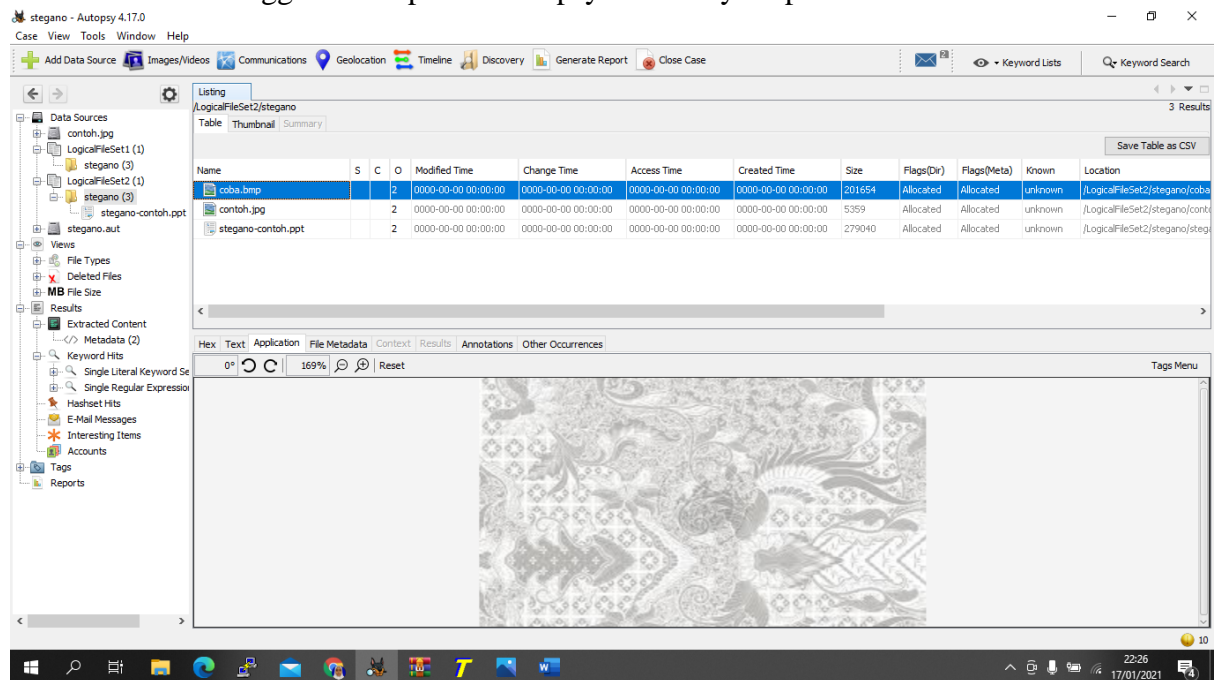 stegano - Autopsy 4.17.0
Case View Tools Window Help
Add Data Source Images/Videos Communications Geolocation Timeline Discovery Generate Report Close Case 2 Keyword Lists Keyword Search
Listing
/LogicalFileSet2/stegano 3 Results
Table Thumbnail Summary
Save Table as CSV
Data Sources
contoh.jpg
LogicalFileSet1 (1)
stegano (3)
LogicalFileSet2 (1)
stegano (3)
stegano-contoh.ppt
stegano.aut
Views
File Types
Deleted Files
MB File Size
Results
Extracted Content
Metadata (2)
Keyword Hits
Single Literal Keyword Se
Single Regular Expression
Hashset Hits
E-Mail Messages
Interesting Items
Accounts
Tags
Reports
Name S C O Modified Time Change Time Access Time Created Time Size Flags(Dir) Flags(Meta) Known Location
coba.bmp 2 0000-00-00 00:00:00 0000-00-00 00:00:00 0000-00-00 00:00:00 0000-00-00 00:00:00 201654 Allocated Allocated unknown /LogicalFileSet2/stegano/coba
contoh.jpg 2 0000-00-00 00:00:00 0000-00-00 00:00:00 0000-00-00 00:00:00 0000-00-00 00:00:00 5359 Allocated Allocated unknown /LogicalFileSet2/stegano/conto
stegano-contoh.ppt 2 0000-00-00 00:00:00 0000-00-00 00:00:00 0000-00-00 00:00:00 0000-00-00 00:00:00 279040 Allocated Allocated unknown /LogicalFileSet2/stegano/stega
Hex Text Application File Metadata Context Results Annotations Other Occurrences
0° 169% Reset Tags Menu
10
22:26
17/01/2021
4